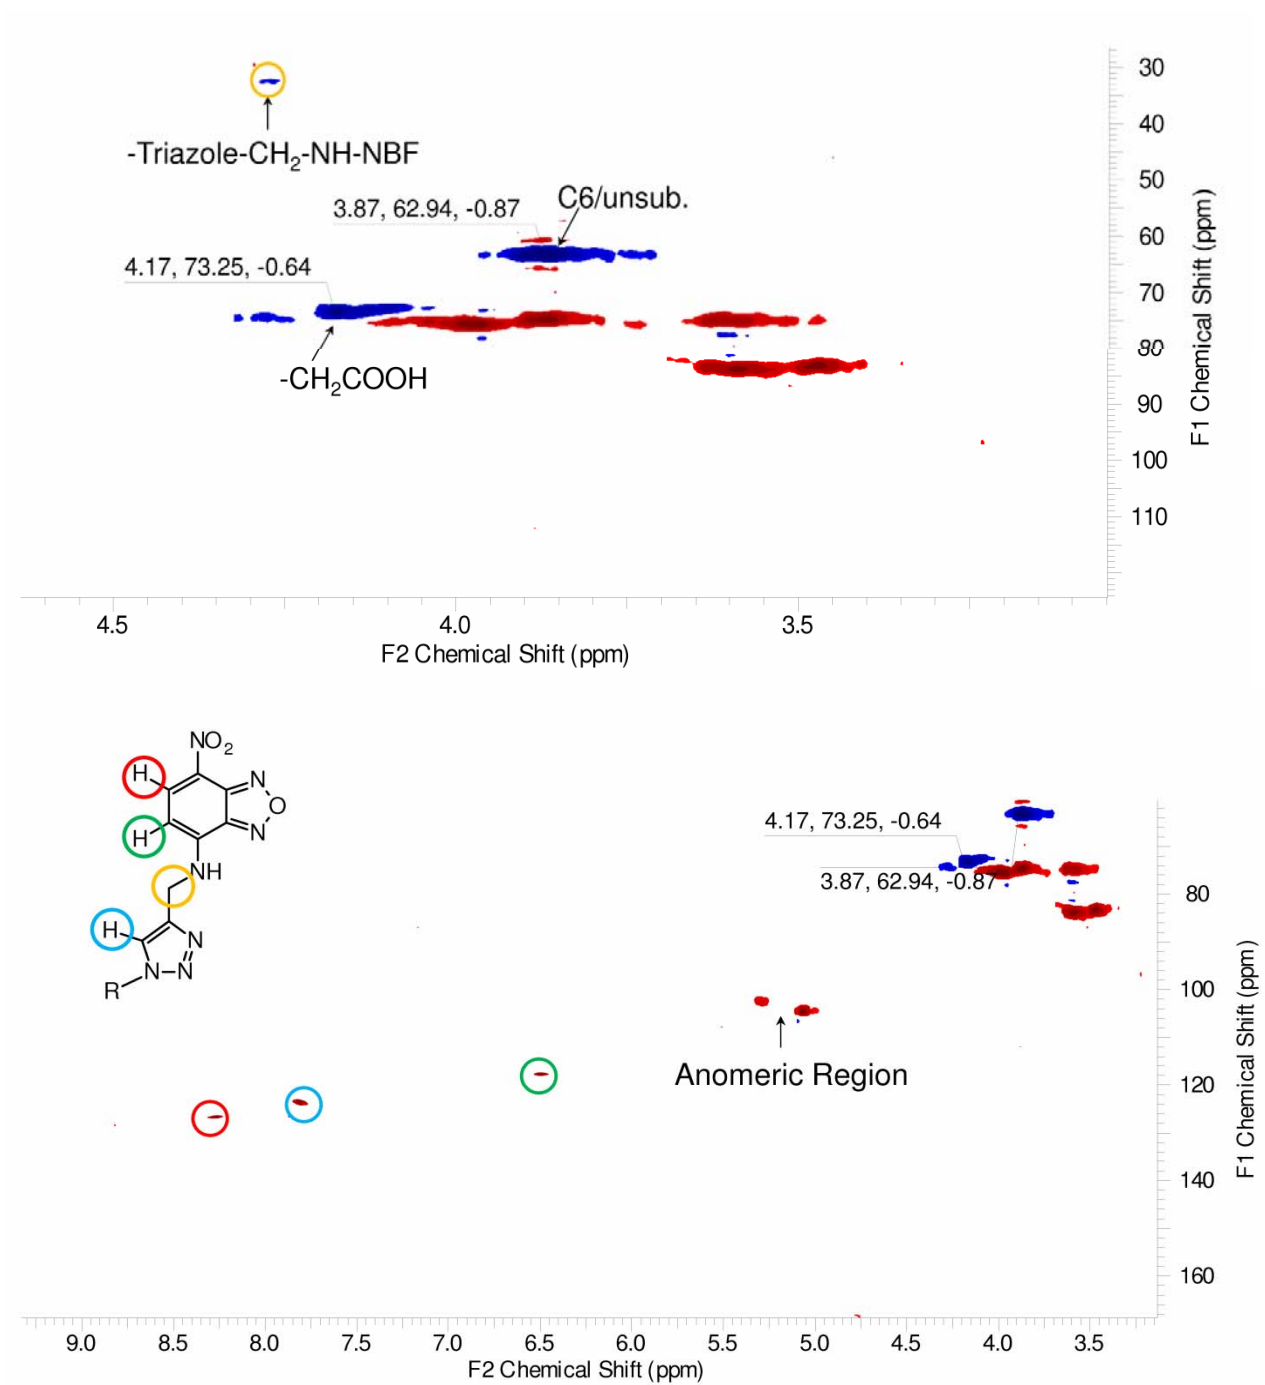 30
40
-Triazole-CH2-NH-NBF
50
3.87, 62.94, -0.87
C6/unsub.
60
4.17, 73.25, -0.64
70
80
-CH2COOH
90
100
110
F1 Chemical Shift (ppm)
4.5 4.0 3.5
F2 Chemical Shift (ppm)
NO2
H
N
O
H
N
NH
H
N
N N
R
4.17, 73.25, -0.64
3.87, 62.94, -0.87
80
100
Anomeric Region
120
140
160
F1 Chemical Shift (ppm)
9.0 8.5 8.0 7.5 7.0 6.5 6.0 5.5 5.0 4.5 4.0 3.5
F2 Chemical Shift (ppm)